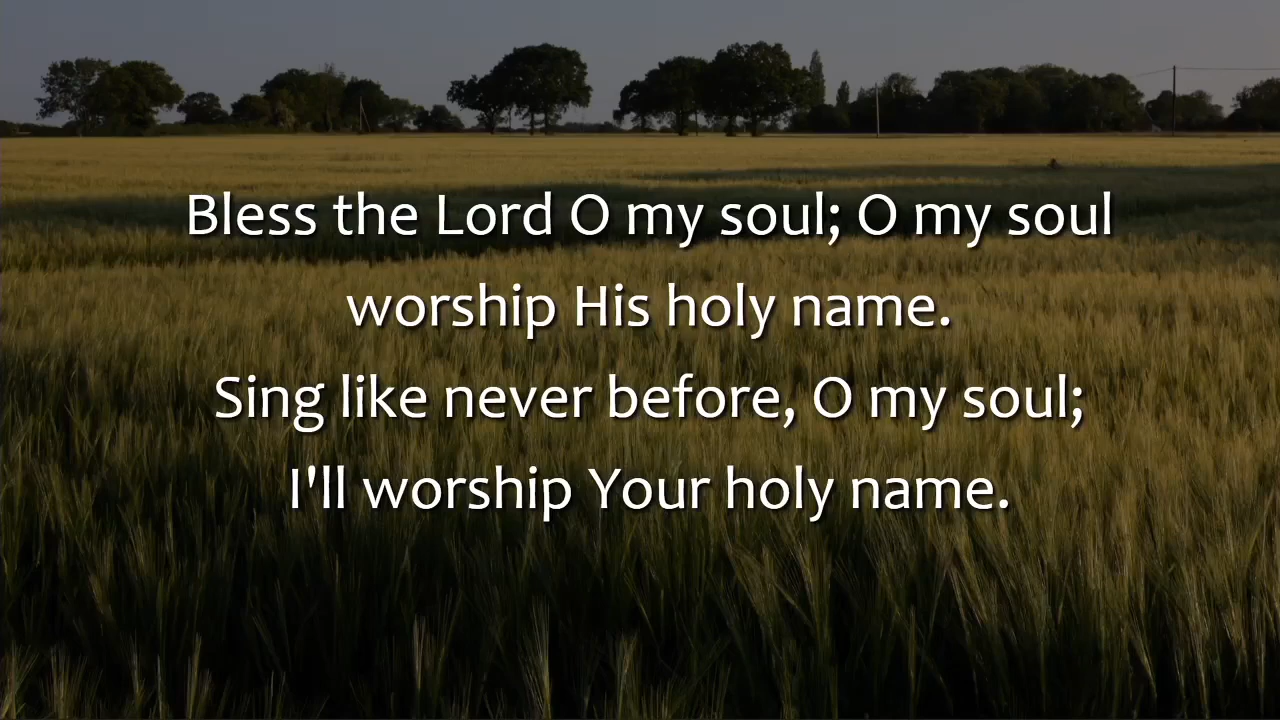 Bless the Lord O my soul; O my soul
worship His holy name.
Sing like never before, O my soul;
I'll worship Your holy name.